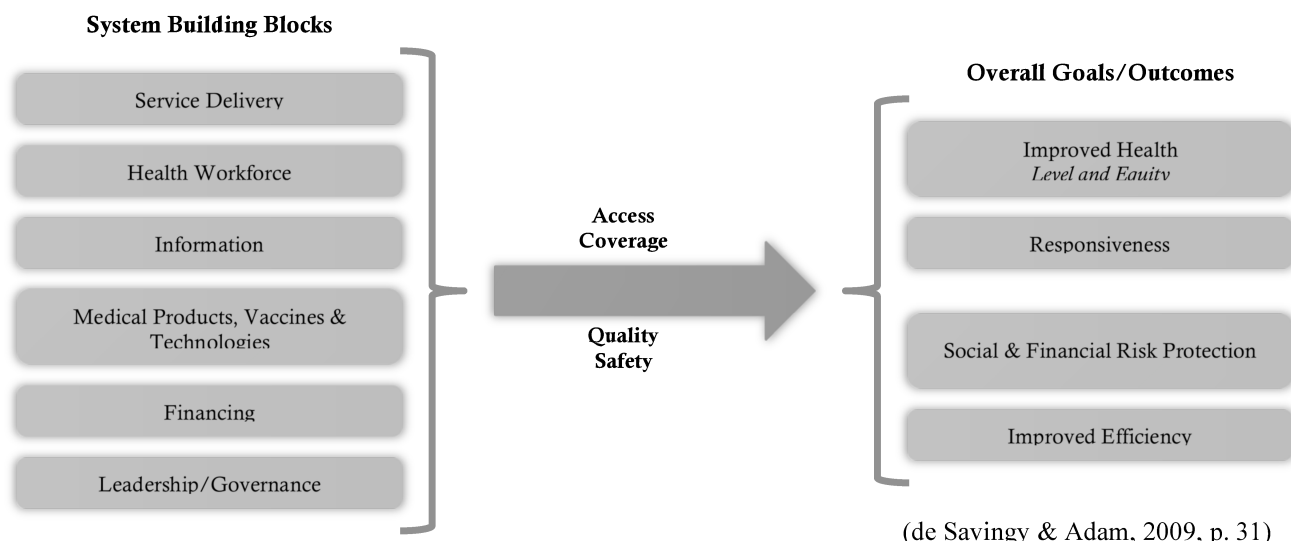 System Building Blocks
Service Delivery
Health Workforce
Information
Medical Products, Vaccines &
Technologies
Financing
Leadership/Governance
Access
Coverage
Quality
Safety
Overall Goals/Outcomes
Improved Health
Level and Equity
Responsiveness
Social & Financial Risk Protection
Improved Efficiency
(de Savingy & Adam, 2009, p. 31)